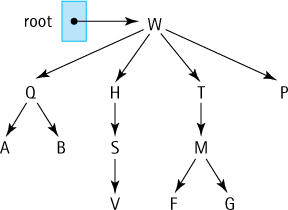 root W
Q H T P
A B S M
V F G